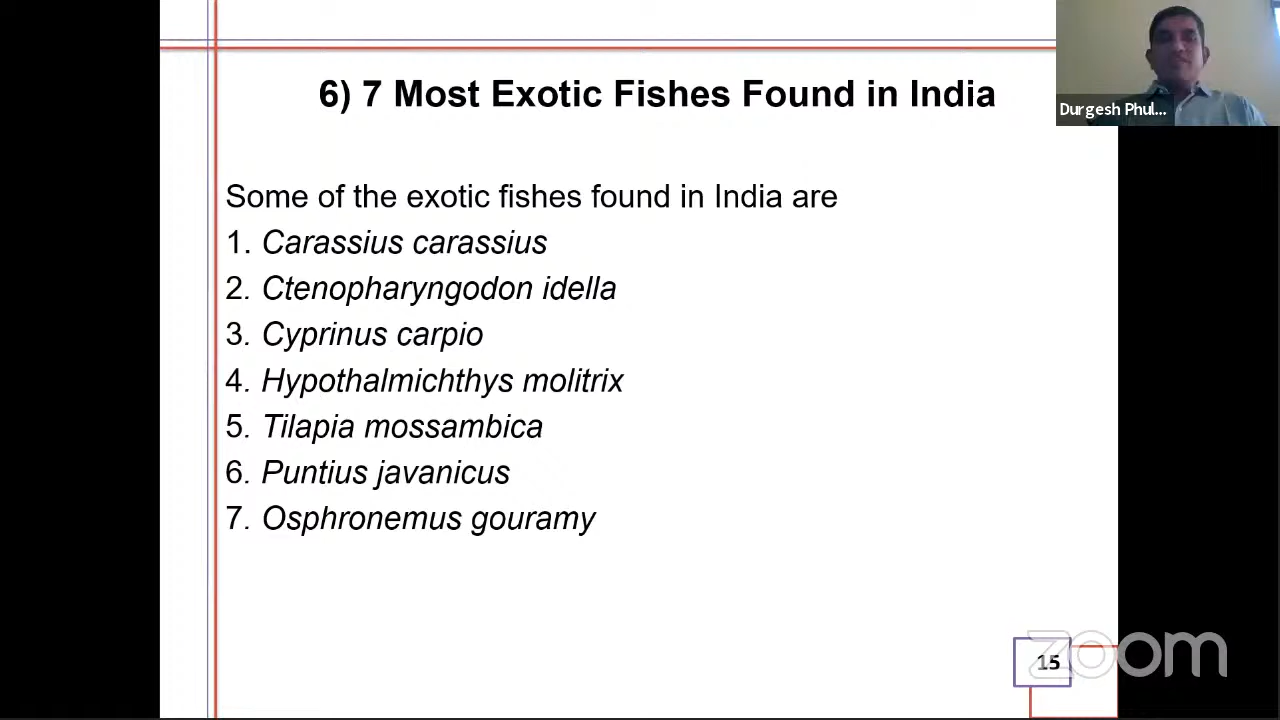 6) 7 Most Exotic Fishes Found in India
Durgesh Phul...
Some of the exotic fishes found in India are
1. Carassius carassius
2. Ctenopharyngodon idella
3. Cyprinus carpio
4. Hypothalmichthys molitrix
5. Tilapia mossambica
6. Puntius javanicus
7. Osphronemus gouramy
15
zoom